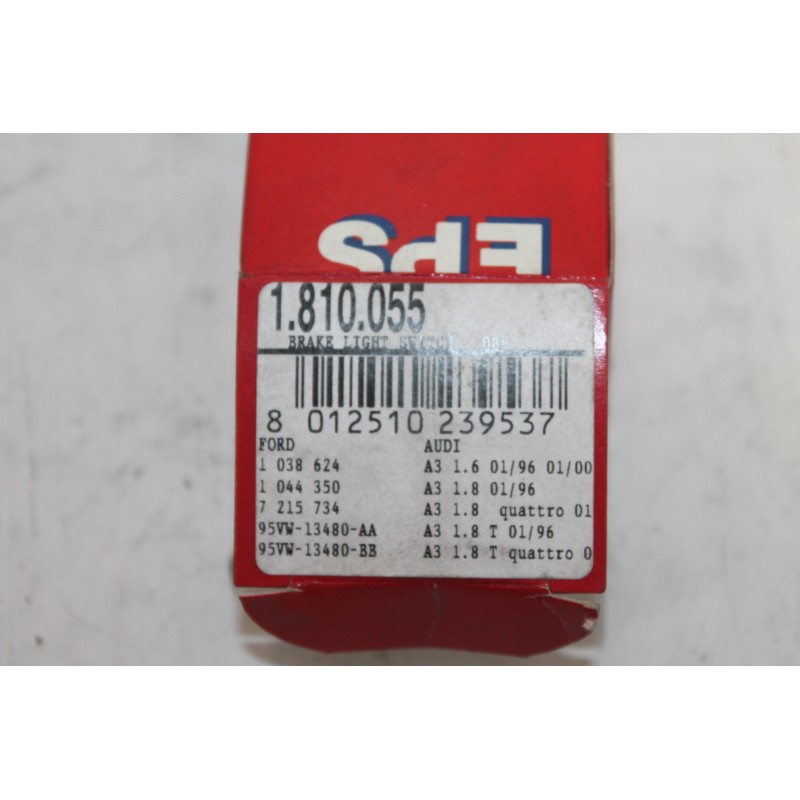 EPS
1.810.055
BRAKE LIGHT SWITCH
8 012510 239537
FORD AUDI
1 038 624 A3 1.6 01/96 01/00
1 044 350 A3 1.8 01/96
7 215 734 A3 1.8 quattro 01
95VW-13480-AA A3 1.8 T 01/96
95VW-13480-BB A3 1.8 T quattro 0